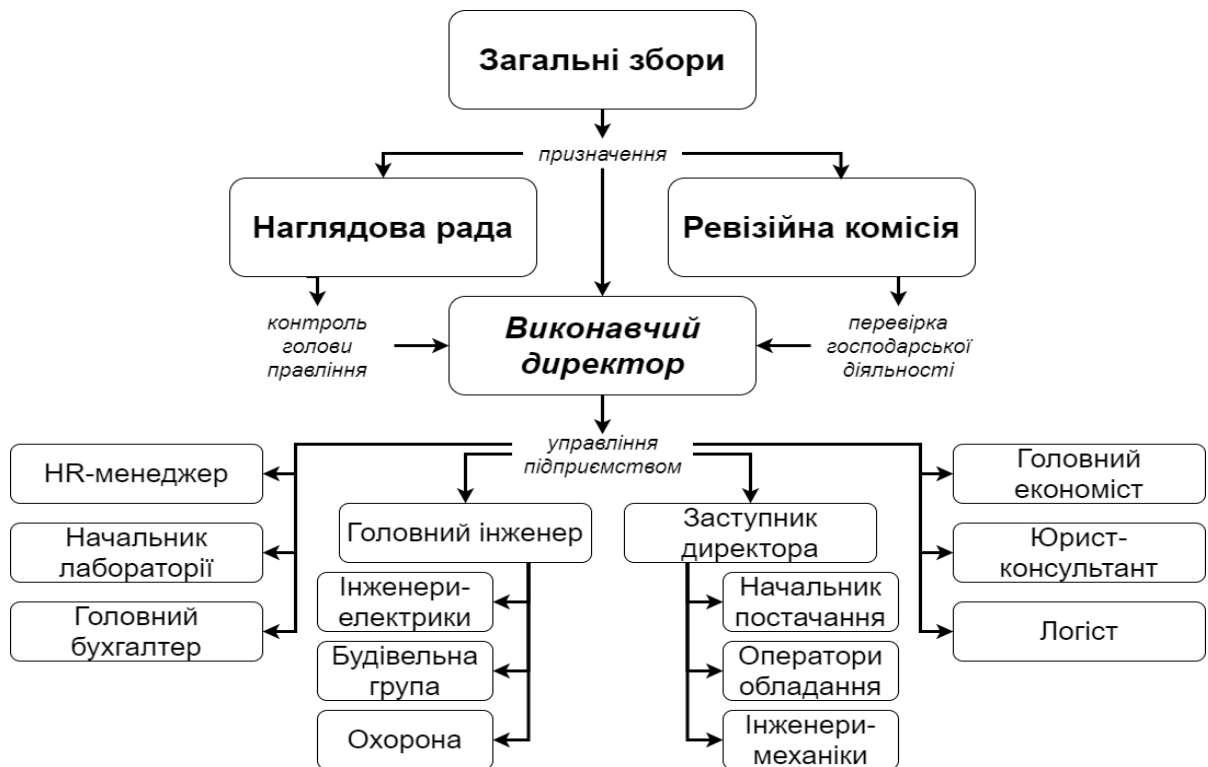 Загальні збори
призначення
Наглядова рада
Ревізійна комісія
контроль
голови
правління
Виконавчий
директор
перевірка
господарської
діяльності
управління
підприємством
HR-менеджер
Начальник
лабораторії
Головний
бухгалтер
Головний інженер
Інженери-
електрики
Будівельна
група
Охорона
Заступник
директора
Начальник
постачання
Оператори
обладання
Інженери-
механіки
Головний
економіст
Юрист-
консультант
Логіст